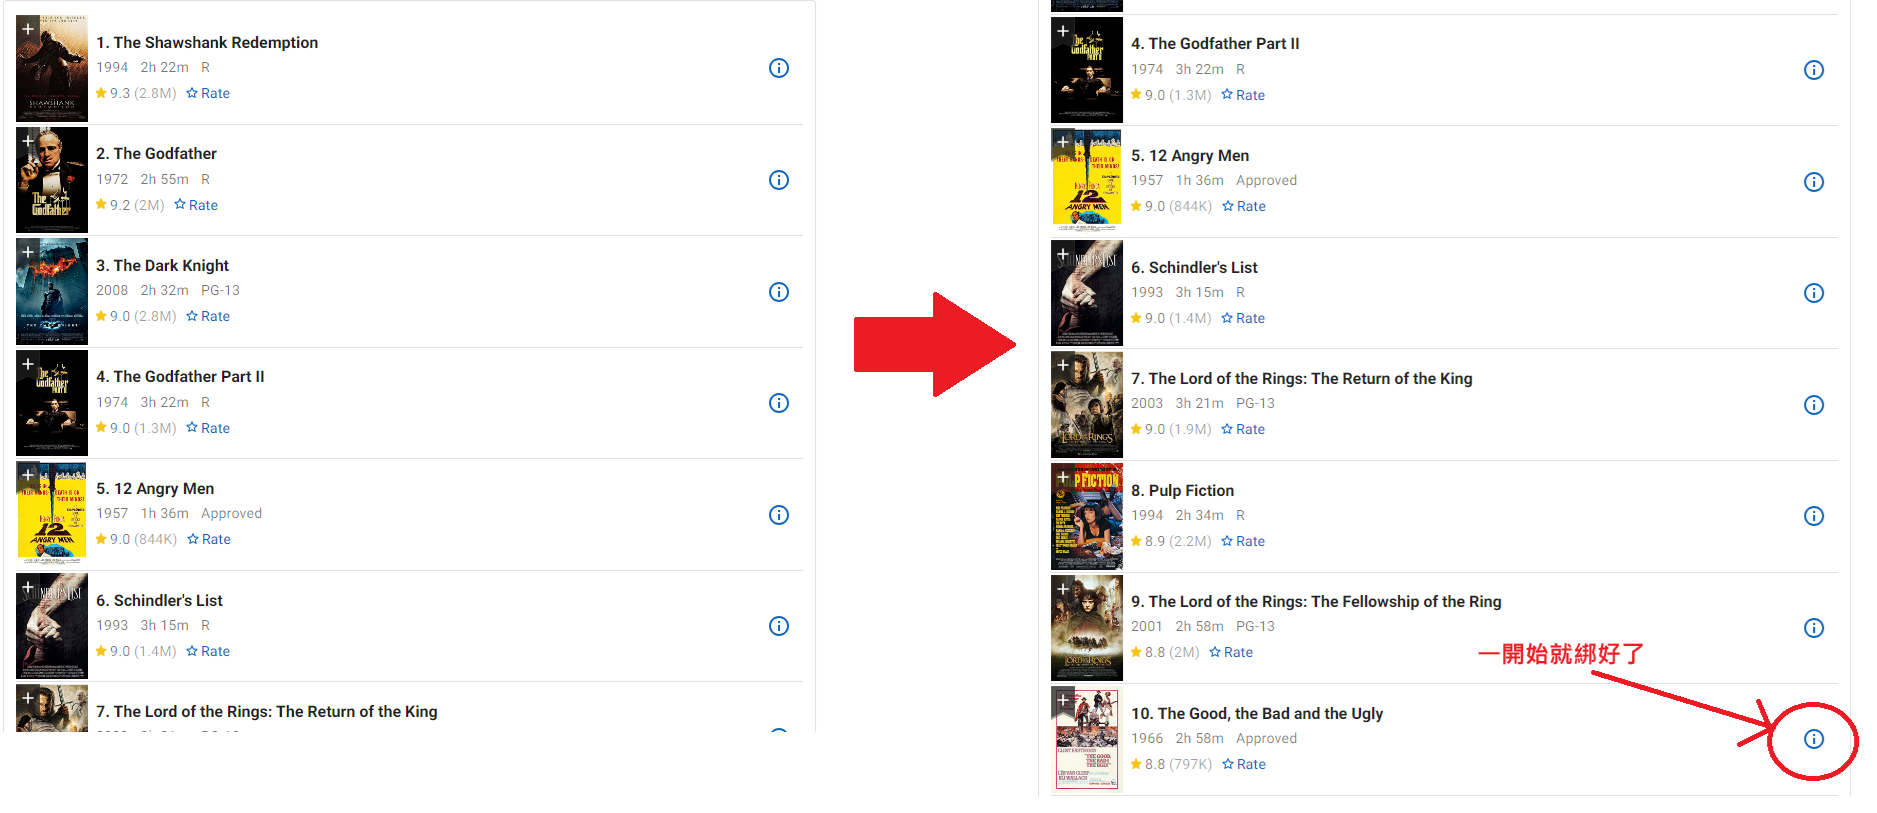 1. The Shawshank Redemption
1994 2h 22m R
9.3 (2.8M) Rate
2. The Godfather
1972 2h 55m R
9.2 (2M) Rate
3. The Dark Knight
2008 2h 32m PG-13
9.0 (2.8M) Rate
4. The Godfather Part II
1974 3h 22m R
9.0 (1.3M) Rate
5. 12 Angry Men
1957 1h 36m Approved
9.0 (844K) Rate
6. Schindler's List
1993 3h 15m R
9.0 (1.4M) Rate
7. The Lord of the Rings: The Return of the King
4. The Godfather Part II
1974 3h 22m R
9.0 (1.3M) Rate
5. 12 Angry Men
1957 1h 36m Approved
9.0 (844K) Rate
6. Schindler's List
1993 3h 15m R
9.0 (1.4M) Rate
7. The Lord of the Rings: The Return of the King
2003 3h 21m PG-13
9.0 (1.9M) Rate
8. Pulp Fiction
1994 2h 34m R
8.9 (2.2M) Rate
9. The Lord of the Rings: The Fellowship of the Ring
2001 2h 58m PG-13
8.8 (2M) Rate
一開始就綁好了
10. The Good, the Bad and the Ugly
1966 2h 58m Approved
8.8 (797K) Rate